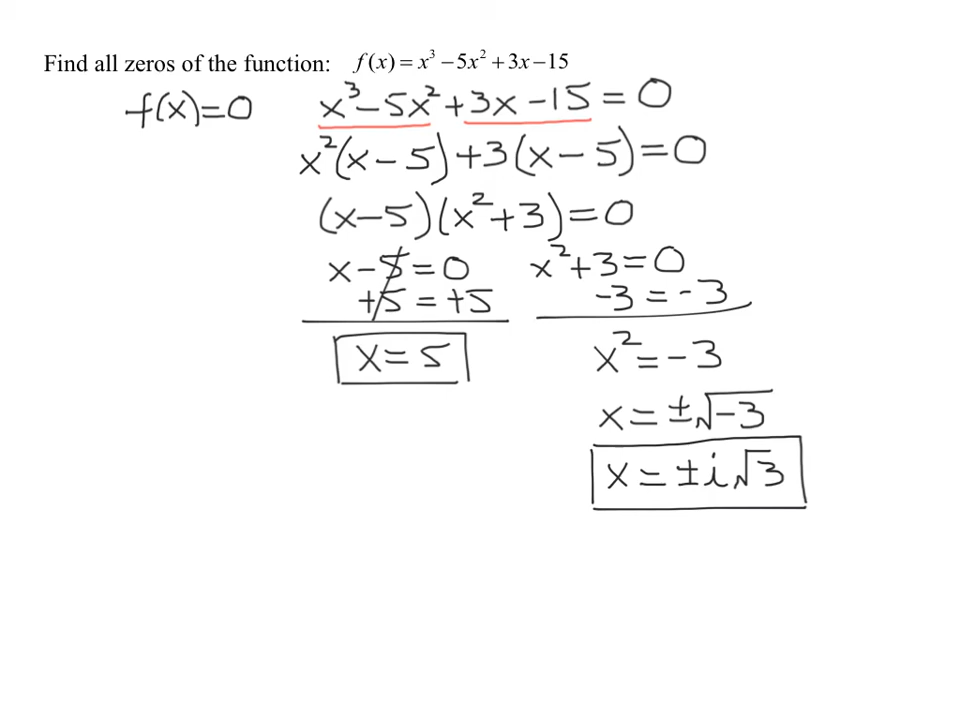 Find all zeros of the function: f(x) = x³ − 5x² + 3x − 15
f(x)=0 x³−5x²+3x−15=0
x²(x−5)+3(x−5)=0
(x−5)(x²+3)=0
x−5=0 x²+3=0
+5=+5 −3=−3
x=5 x²=−3
x=±√−3
x=±i√3